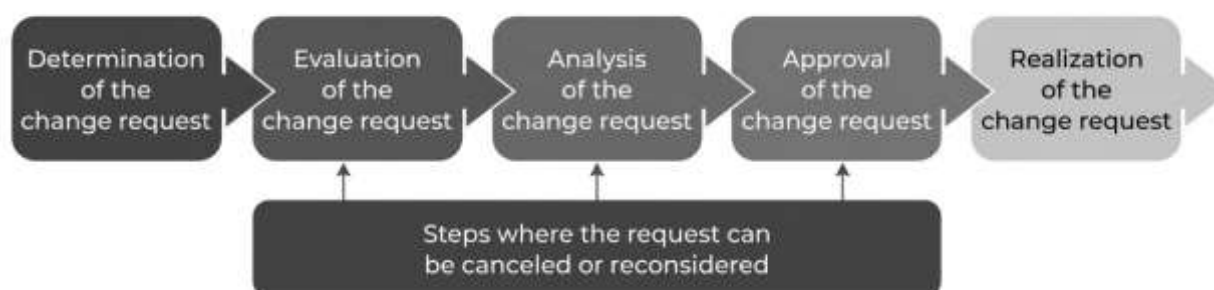 Determination
of the
change request
Evaluation
of the
change request
Analysis
of the
change request
Approval
of the
change request
Realization
of the
change request
Steps where the request can
be canceled or reconsidered